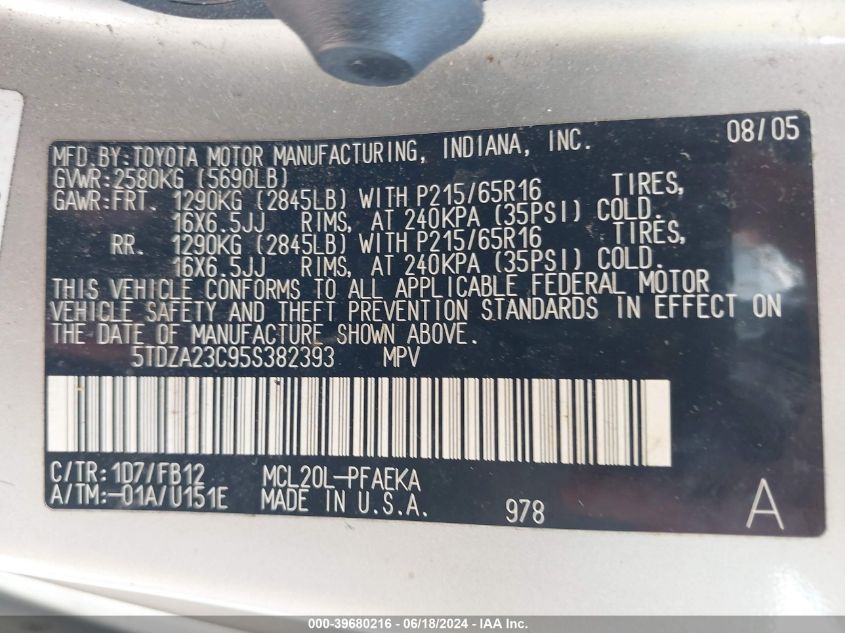 MFD.BY:TOYOTA MOTOR MANUFACTURING, INDIANA, INC. 08/05
GVWR:2580KG (5690LB)
GAWR:FRT. 1290KG (2845LB) WITH P215/65R16 TIRES,
16X6.5JJ RIMS, AT 240KPA (35PSI) COLD.
RR. 1290KG (2845LB) WITH P215/65R16 TIRES,
16X6.5JJ RIMS, AT 240KPA (35PSI) COLD.
THIS VEHICLE CONFORMS TO ALL APPLICABLE FEDERAL MOTOR
VEHICLE SAFETY AND THEFT PREVENTION STANDARDS IN EFFECT ON
THE DATE OF MANUFACTURE SHOWN ABOVE.
5TDZA23C95S382393 MPV
C/TR:1D7/FB12 MCL20L-PFAEKA
A/TM:-01A/U151E MADE IN U.S.A. 978 A
000-39680216 - 06/18/2024 - IAA Inc.